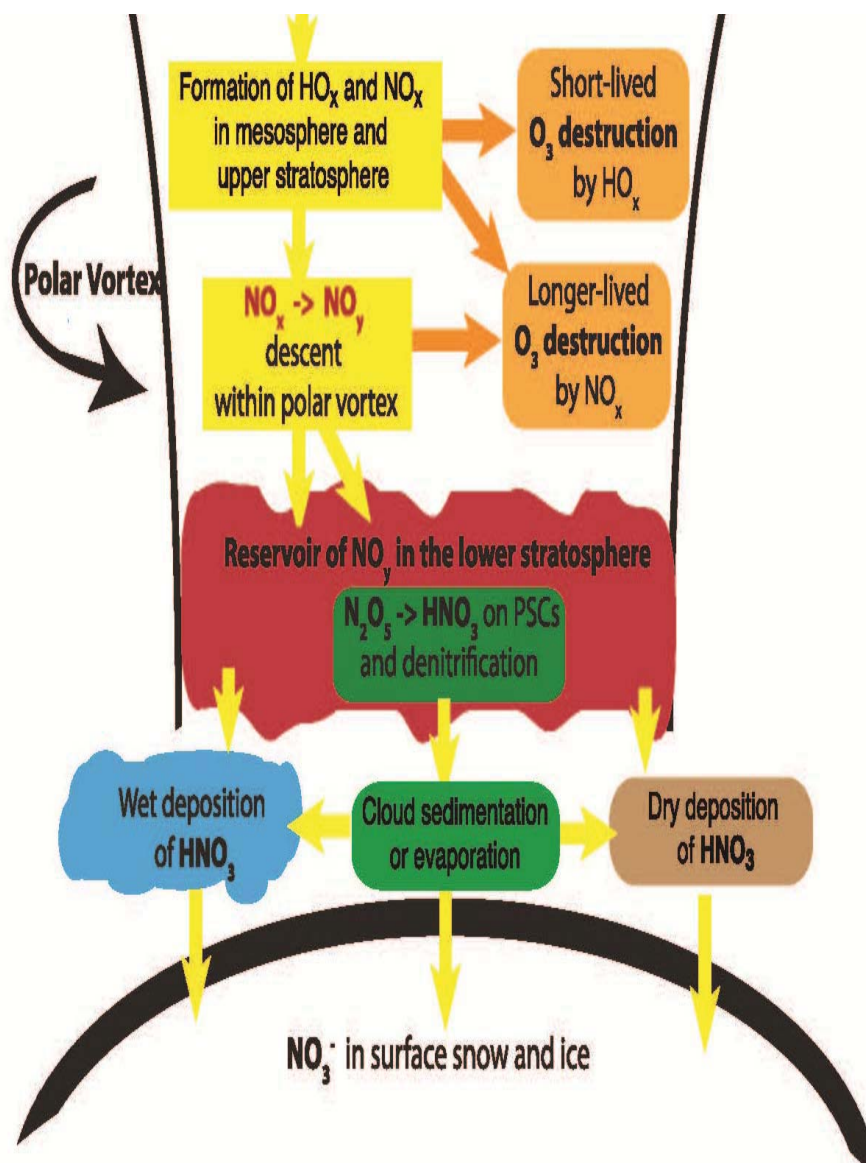 Formation of HOₓ and NOₓ
in mesosphere and
upper stratosphere
Short-lived
O₃ destruction
by HOₓ
Polar Vortex
NOₓ -> NOᵧ
descent
within polar vortex
Longer-lived
O₃ destruction
by NOₓ
Reservoir of NOᵧ in the lower stratosphere
N₂O₅ -> HNO₃ on PSCs
and denitrification
Wet deposition
of HNO₃
Cloud sedimentation
or evaporation
Dry deposition
of HNO₃
NO₃⁻ in surface snow and ice